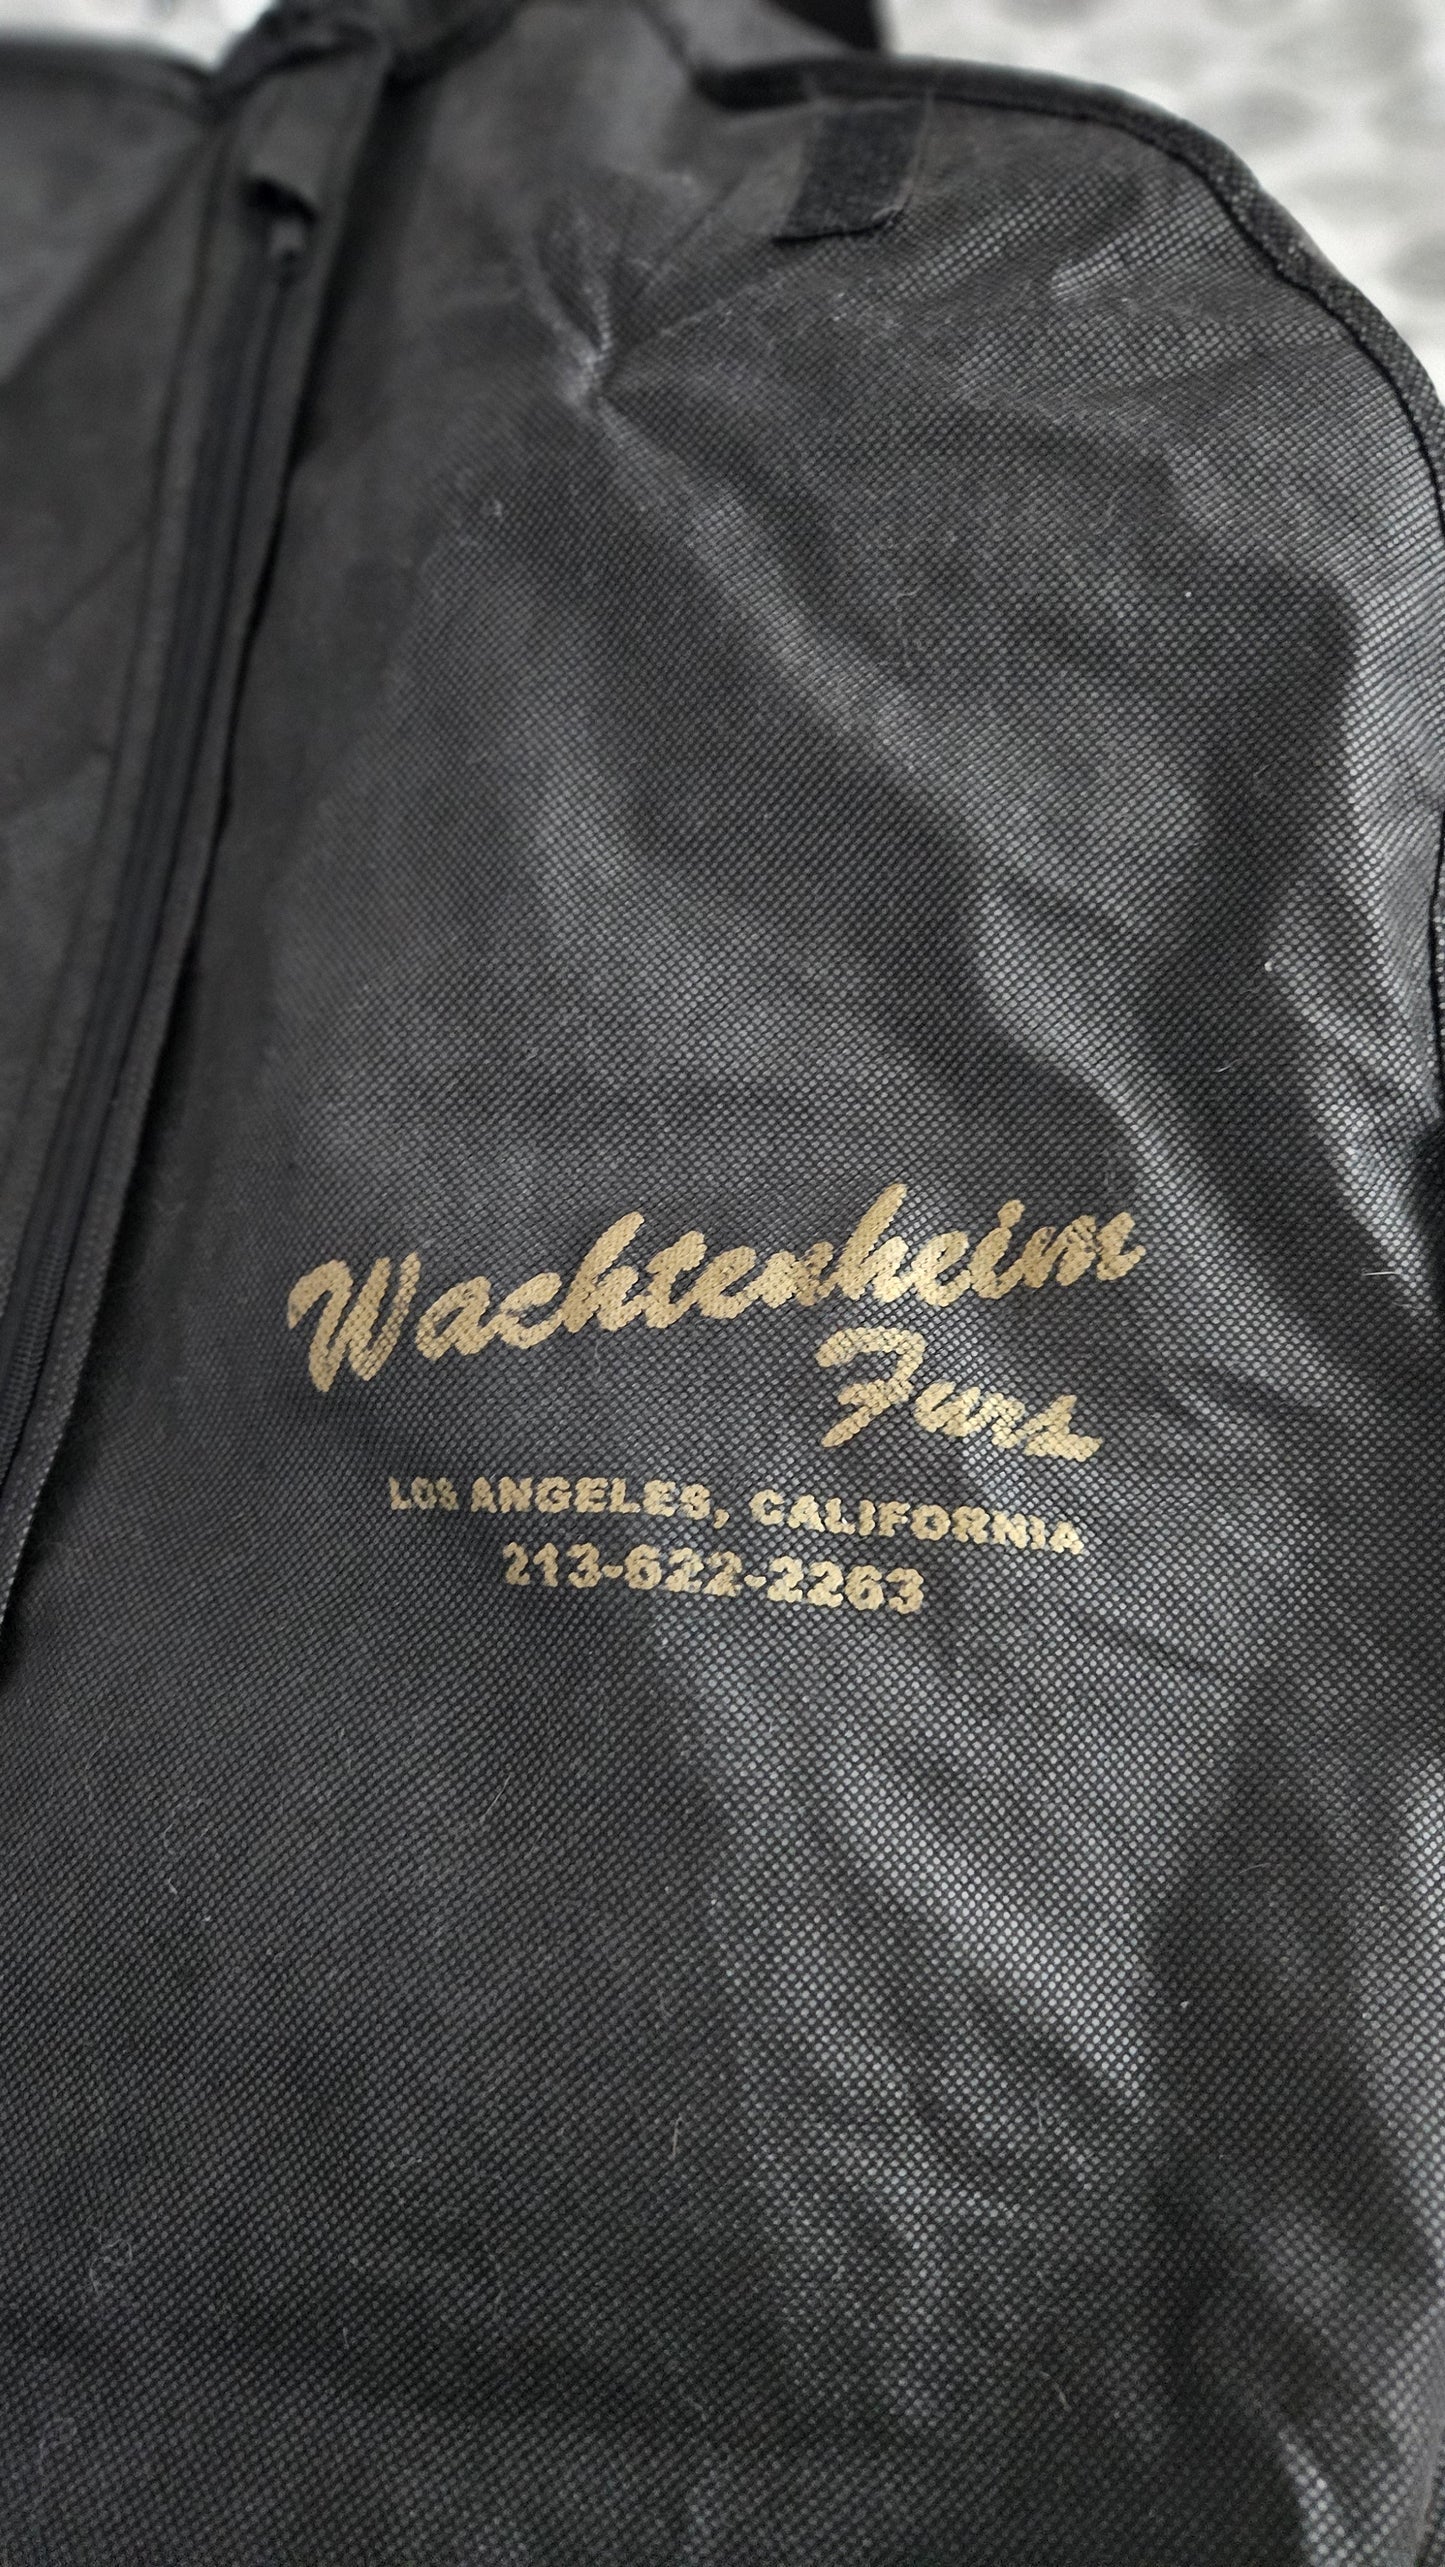 Wachtenheim
Furs
LOS ANGELES, CALIFORNIA
213-622-2263